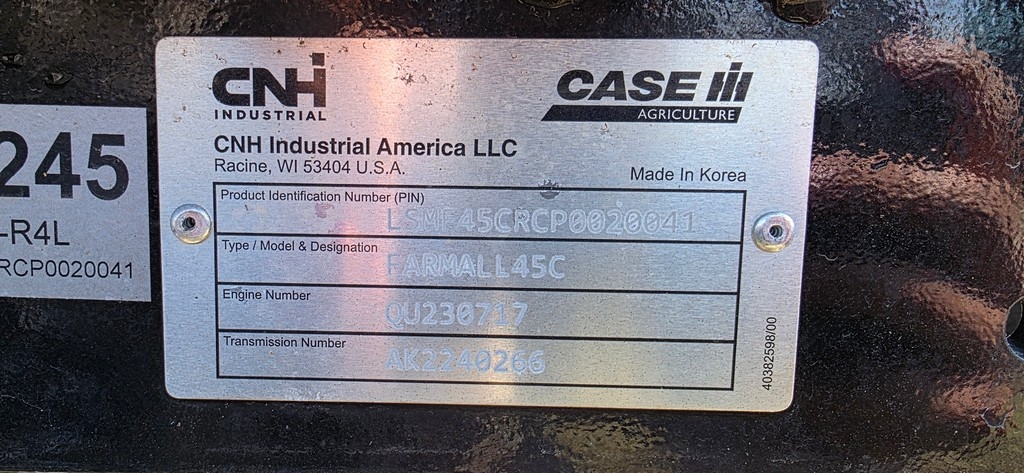 245
-R4L
RCP0020041
CNH
INDUSTRIAL
CASE IH
AGRICULTURE
CNH Industrial America LLC
Racine, WI 53404 U.S.A.
Made In Korea
Product Identification Number (PIN)
LSMF45CRCP0020041
Type / Model & Designation
FARMALL45C
Engine Number
QU230717
Transmission Number
AK2240266
40382598/00